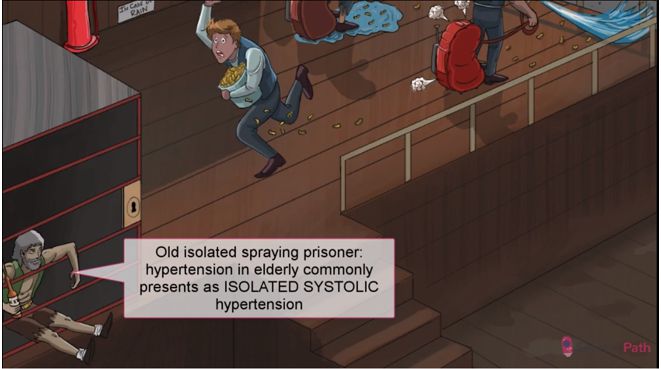 IN CASE OF
RAIN
Old isolated spraying prisoner:
hypertension in elderly commonly
presents as ISOLATED SYSTOLIC
hypertension
Path